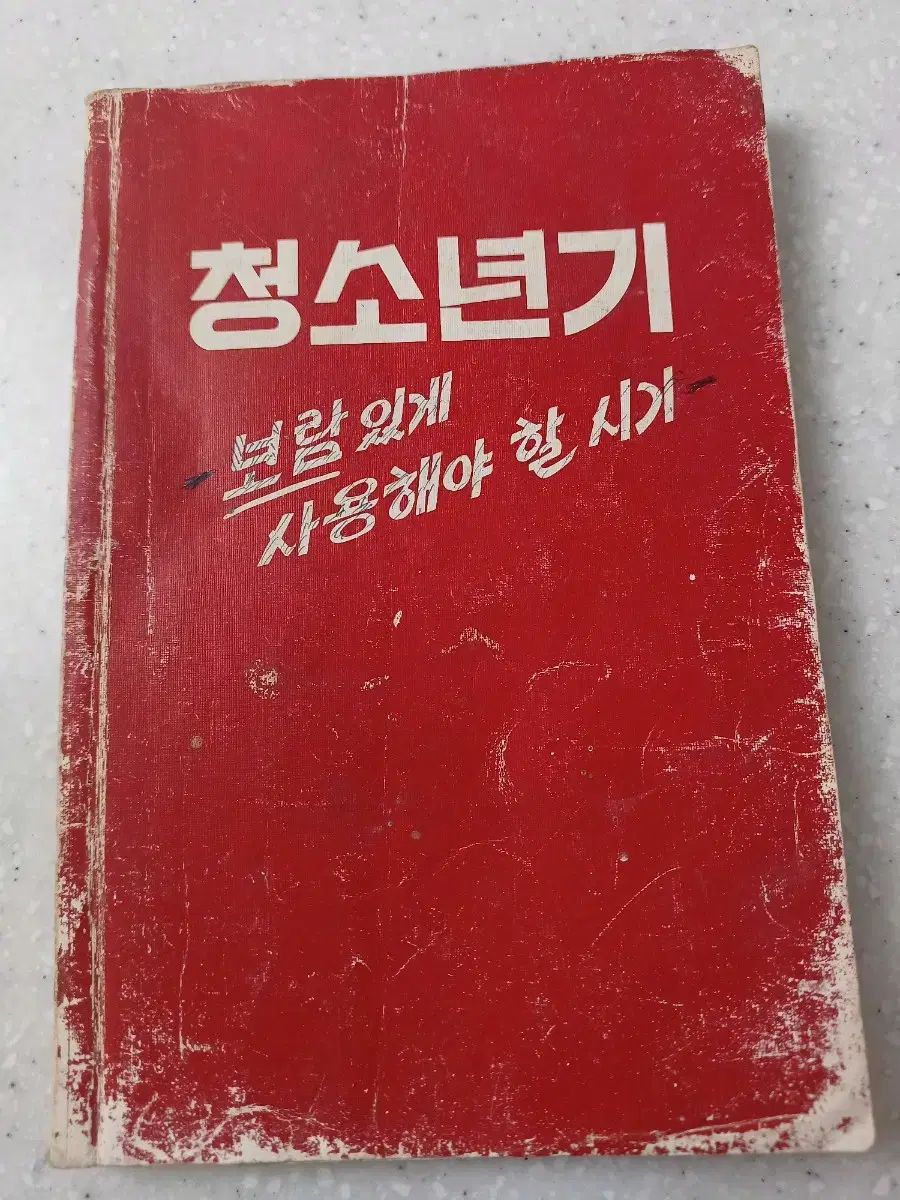 청소년기
보람 있게
사용해야 할 시기